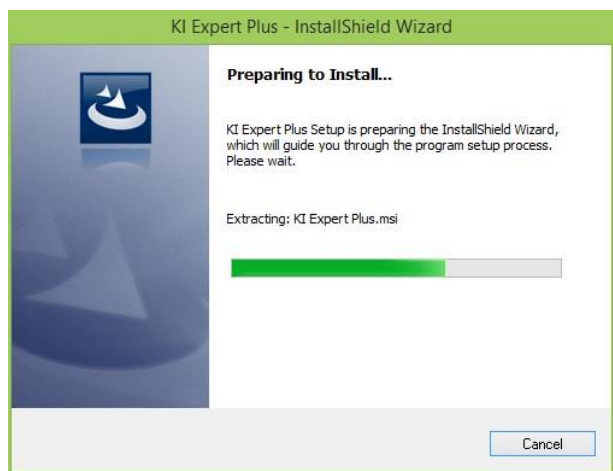 KI Expert Plus - InstallShield Wizard
Preparing to Install...
KI Expert Plus Setup is preparing the InstallShield Wizard,
which will guide you through the program setup process.
Please wait.
Extracting: KI Expert Plus.msi
Cancel